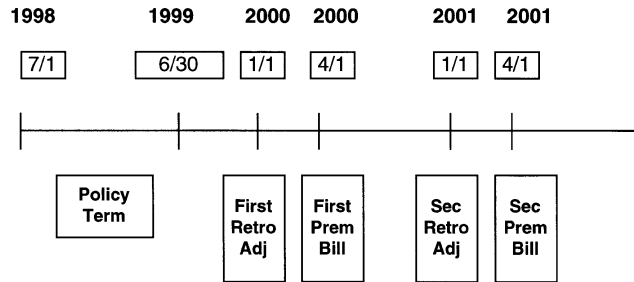 1998 1999 2000 2000 2001 2001
7/1 6/30 1/1 4/1 1/1 4/1
Policy
Term
First
Retro
Adj
First
Prem
Bill
Sec
Retro
Adj
Sec
Prem
Bill